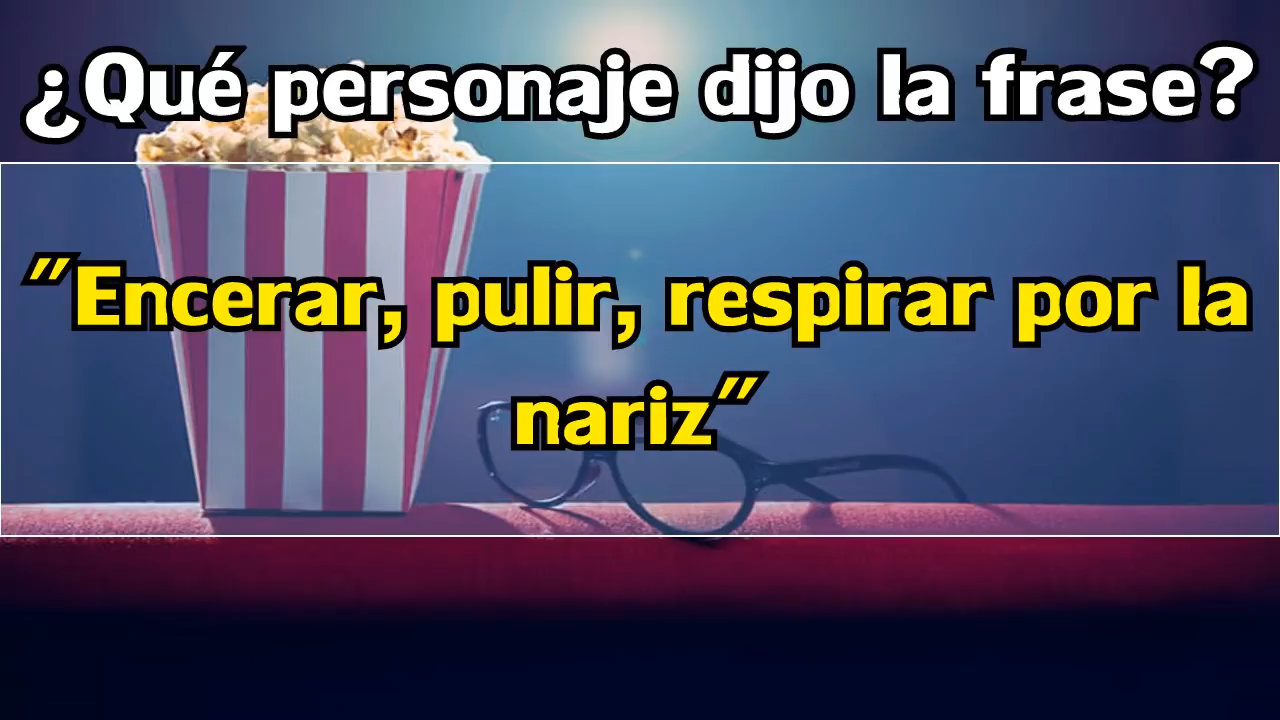 ¿Qué personaje dijo la frase?
"Encerar, pulir, respirar por la
nariz"